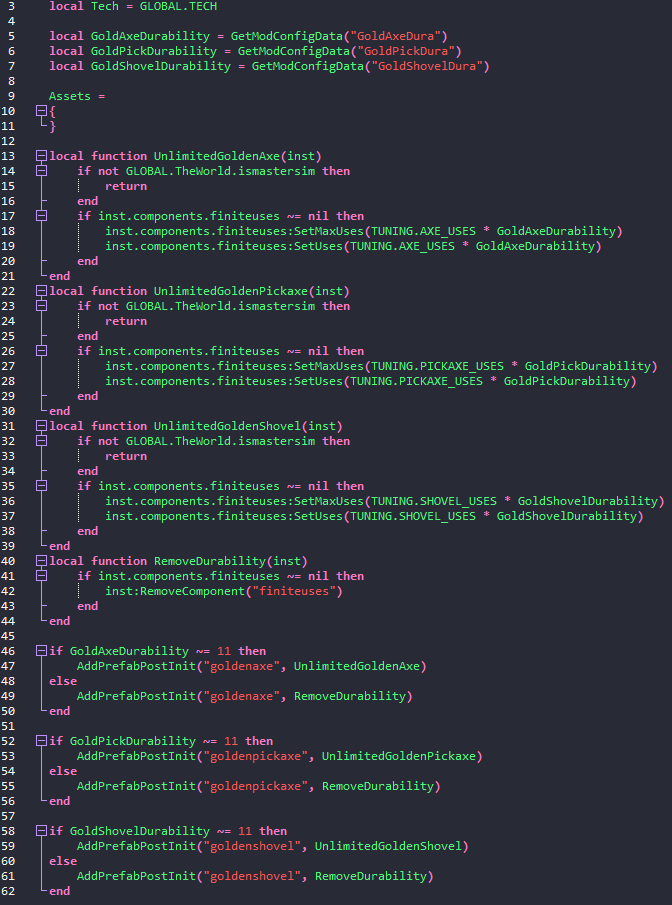 3 local Tech = GLOBAL.TECH
4
5 local GoldAxeDurability = GetModConfigData("GoldAxeDura")
6 local GoldPickDurability = GetModConfigData("GoldPickDura")
7 local GoldShovelDurability = GetModConfigData("GoldShovelDura")
8
9 Assets =
10 {
11 }
12
13 local function UnlimitedGoldenAxe(inst)
14     if not GLOBAL.TheWorld.ismastersim then
15         return
16     end
17     if inst.components.finiteuses ~= nil then
18         inst.components.finiteuses:SetMaxUses(TUNING.AXE_USES * GoldAxeDurability)
19         inst.components.finiteuses:SetUses(TUNING.AXE_USES * GoldAxeDurability)
20     end
21 end
22 local function UnlimitedGoldenPickaxe(inst)
23     if not GLOBAL.TheWorld.ismastersim then
24         return
25     end
26     if inst.components.finiteuses ~= nil then
27         inst.components.finiteuses:SetMaxUses(TUNING.PICKAXE_USES * GoldPickDurability)
28         inst.components.finiteuses:SetUses(TUNING.PICKAXE_USES * GoldPickDurability)
29     end
30 end
31 local function UnlimitedGoldenShovel(inst)
32     if not GLOBAL.TheWorld.ismastersim then
33         return
34     end
35     if inst.components.finiteuses ~= nil then
36         inst.components.finiteuses:SetMaxUses(TUNING.SHOVEL_USES * GoldShovelDurability)
37         inst.components.finiteuses:SetUses(TUNING.SHOVEL_USES * GoldShovelDurability)
38     end
39 end
40 local function RemoveDurability(inst)
41     if inst.components.finiteuses ~= nil then
42         inst:RemoveComponent("finiteuses")
43     end
44 end
45
46 if GoldAxeDurability ~= 11 then
47     AddPrefabPostInit("goldenaxe", UnlimitedGoldenAxe)
48 else
49     AddPrefabPostInit("goldenaxe", RemoveDurability)
50 end
51
52 if GoldPickDurability ~= 11 then
53     AddPrefabPostInit("goldenpickaxe", UnlimitedGoldenPickaxe)
54 else
55     AddPrefabPostInit("goldenpickaxe", RemoveDurability)
56 end
57
58 if GoldShovelDurability ~= 11 then
59     AddPrefabPostInit("goldenshovel", UnlimitedGoldenShovel)
60 else
61     AddPrefabPostInit("goldenshovel", RemoveDurability)
62 end